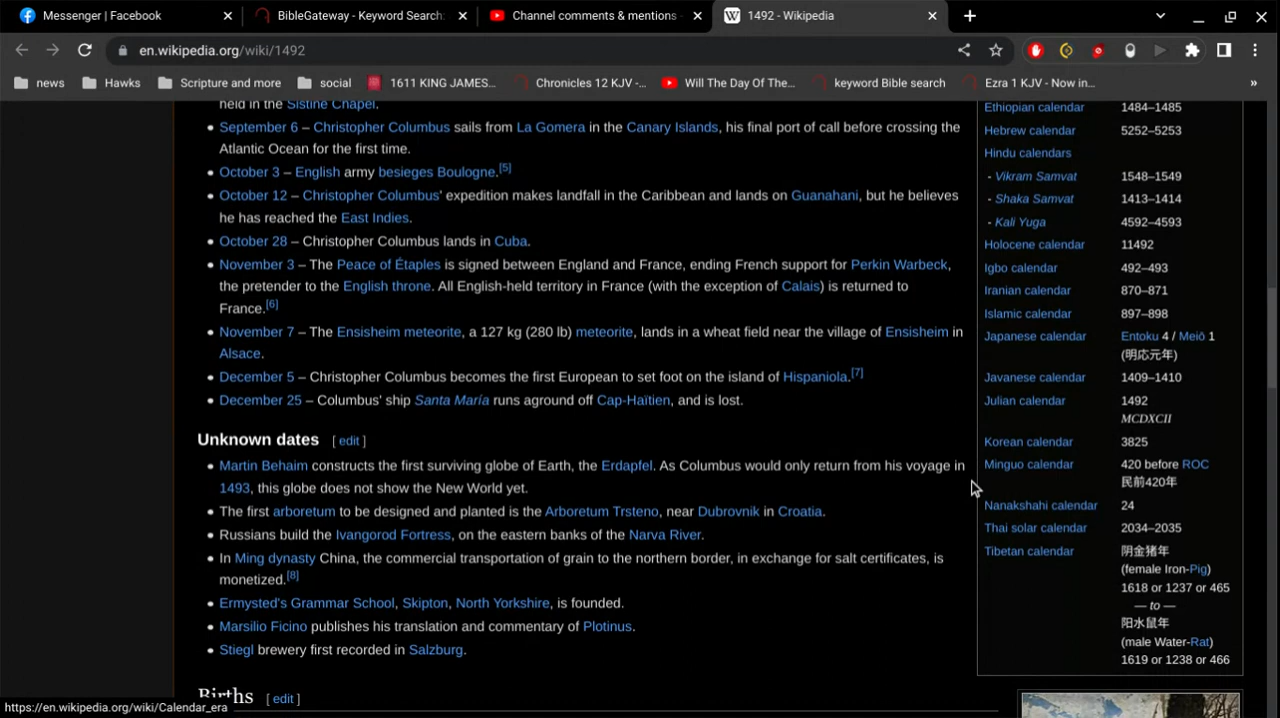 Messenger | Facebook
BibleGateway - Keyword Search:
Channel comments & mentions -
1492 - Wikipedia
en.wikipedia.org/wiki/1492
news
Hawks
Scripture and more
social
1611 KING JAMES...
Chronicles 12 KJV -...
Will The Day Of The...
keyword Bible search
Ezra 1 KJV - Now in...
»
held in the Sistine Chapel.
September 6 – Christopher Columbus sails from La Gomera in the Canary Islands, his final port of call before crossing the
Atlantic Ocean for the first time.
October 3 – English army besieges Boulogne.[5]
October 12 – Christopher Columbus' expedition makes landfall in the Caribbean and lands on Guanahani, but he believes
he has reached the East Indies.
October 28 – Christopher Columbus lands in Cuba.
November 3 – The Peace of Étaples is signed between England and France, ending French support for Perkin Warbeck,
the pretender to the English throne. All English-held territory in France (with the exception of Calais) is returned to
France.[6]
November 7 – The Ensisheim meteorite, a 127 kg (280 lb) meteorite, lands in a wheat field near the village of Ensisheim in
Alsace.
December 5 – Christopher Columbus becomes the first European to set foot on the island of Hispaniola.[7]
December 25 – Columbus' ship Santa María runs aground off Cap-Haïtien, and is lost.
Unknown dates [ edit ]
Martin Behaim constructs the first surviving globe of Earth, the Erdapfel. As Columbus would only return from his voyage in
1493, this globe does not show the New World yet.
The first arboretum to be designed and planted is the Arboretum Trsteno, near Dubrovnik in Croatia.
Russians build the Ivangorod Fortress, on the eastern banks of the Narva River.
In Ming dynasty China, the commercial transportation of grain to the northern border, in exchange for salt certificates, is
monetized.[8]
Ermysted's Grammar School, Skipton, North Yorkshire, is founded.
Marsilio Ficino publishes his translation and commentary of Plotinus.
Stiegl brewery first recorded in Salzburg.
Births [ edit ]
Ethiopian calendar 1484–1485
Hebrew calendar 5252–5253
Hindu calendars
- Vikram Samvat 1548–1549
- Shaka Samvat 1413–1414
- Kali Yuga 4592–4593
Holocene calendar 11492
Igbo calendar 492–493
Iranian calendar 870–871
Islamic calendar 897–898
Japanese calendar Entoku 4 / Meiō 1
(明応元年)
Javanese calendar 1409–1410
Julian calendar 1492
MCDXCII
Korean calendar 3825
Minguo calendar 420 before ROC
民前420年
Nanakshahi calendar 24
Thai solar calendar 2034–2035
Tibetan calendar 阴金猪年
(female Iron-Pig)
1618 or 1237 or 465
— to —
阳水鼠年
(male Water-Rat)
1619 or 1238 or 466
https://en.wikipedia.org/wiki/Calendar_era